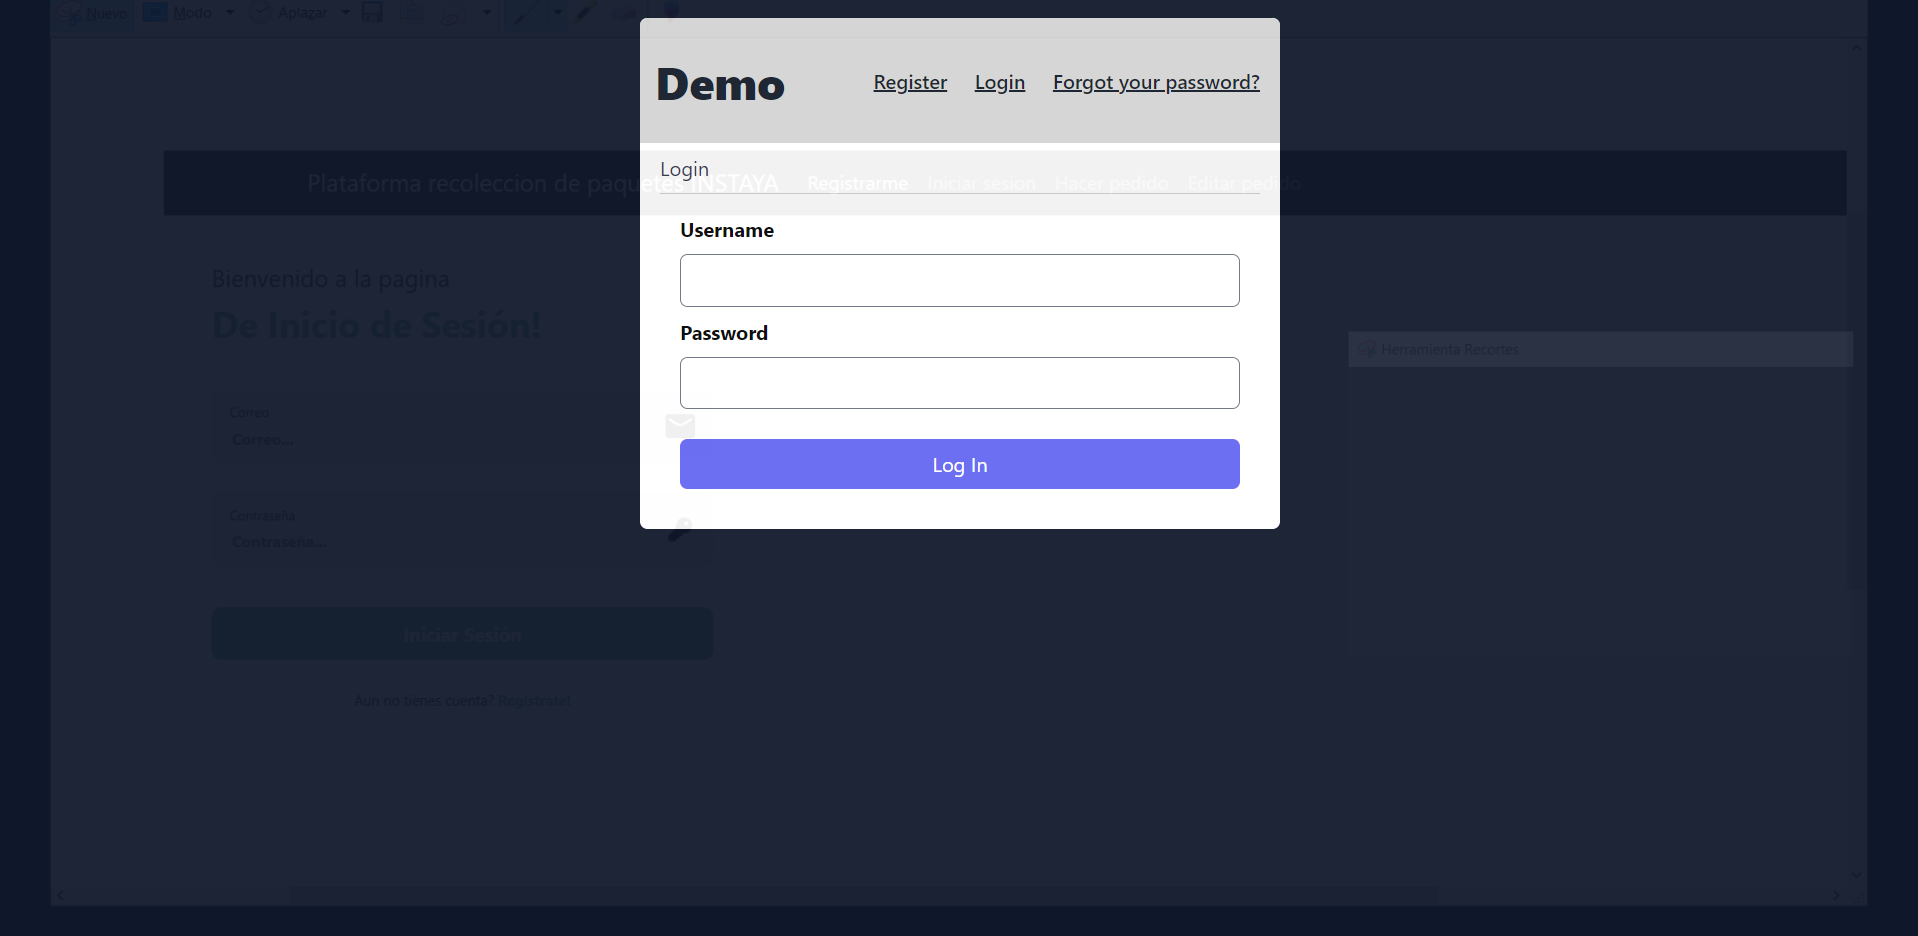 Nuevo Modo Aplazar
Demo Register Login Forgot your password?
Login
Plataforma recoleccion de paquetes INSTAYA Registrarme Iniciar sesion Hacer pedido Editar pedido
Username
Bienvenido a la pagina
De Inicio de Sesión!
Password
Herramienta Recortes
Correo
Correo...
Log In
Contraseña
Contraseña...
Iniciar Sesión
Aun no tienes cuenta? Registrate!